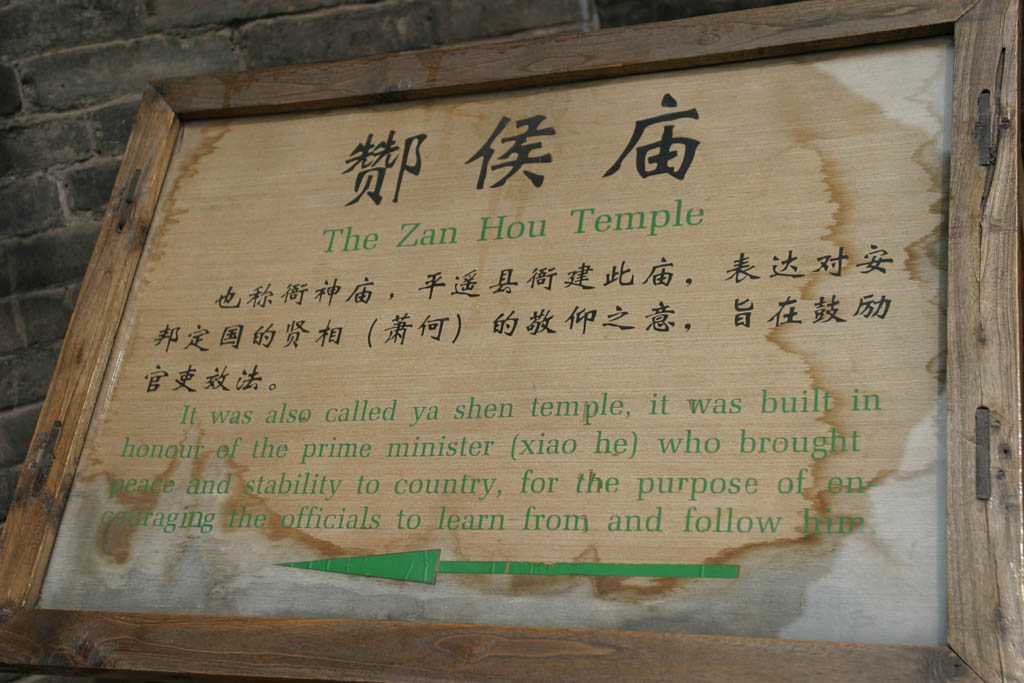 酇侯庙
The Zan Hou Temple
也称衙神庙，平遥县衙建此庙，表达对安
邦定国的贤相（萧何）的敬仰之意，旨在鼓励
官吏效法。
It was also called ya shen temple, it was built in
honour of the prime minister (xiao he) who brought
peace and stability to country, for the purpose of en-
couraging the officials to learn from and follow him.